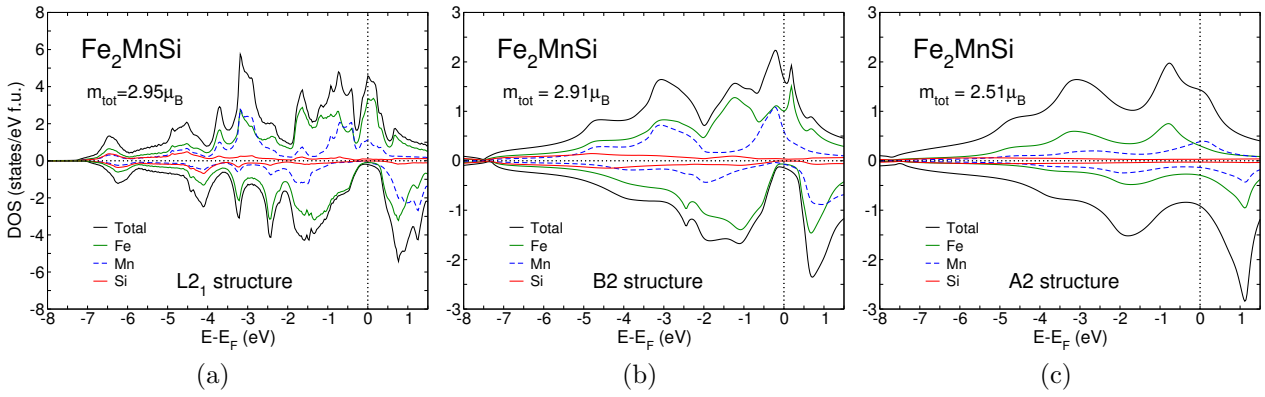 8
6
4
2
0
-2
-4
-6
-8
DOS (states/eV f.u.)
Fe2MnSi
mtot=2.95μB
Total
Fe
Mn
Si
L21 structure
-8 -7 -6 -5 -4 -3 -2 -1 0 1
E-EF (eV)
(a)
3
2
1
0
-1
-2
-3
Fe2MnSi
mtot = 2.91μB
Total
Fe
Mn
Si
B2 structure
-8 -7 -6 -5 -4 -3 -2 -1 0 1
E-EF (eV)
(b)
3
2
1
0
-1
-2
-3
Fe2MnSi
mtot = 2.51μB
Total
Fe
Mn
Si
A2 structure
-8 -7 -6 -5 -4 -3 -2 -1 0 1
E-EF (eV)
(c)